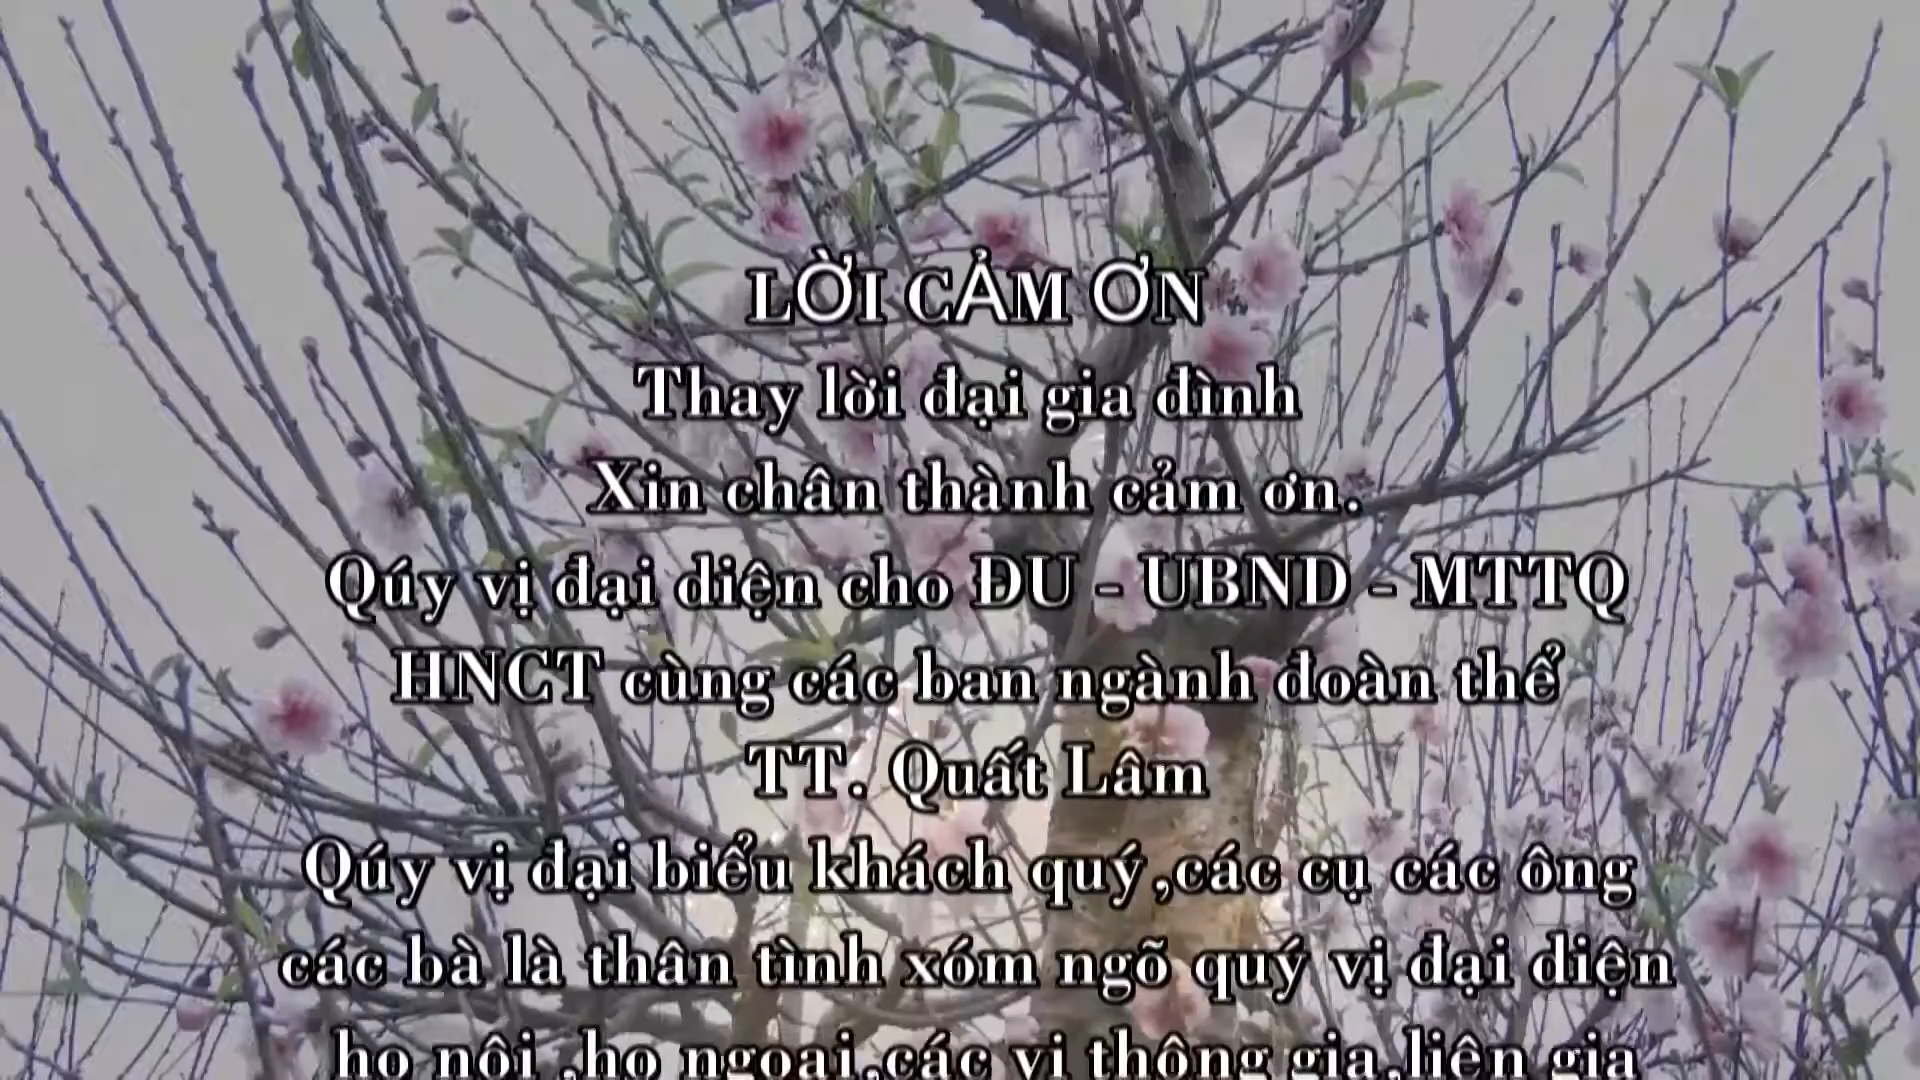 LỜI CẢM ƠN
Thay lời đại gia đình
Xin chân thành cảm ơn.
Qúy vị đại diện cho ĐU - UBND - MTTQ
HNCT cùng các ban ngành đoàn thể
TT. Quất Lâm
Qúy vị đại biểu khách quý,các cụ các ông
các bà là thân tình xóm ngõ quý vị đại diện
họ nội ,họ ngoại,các vị thông gia,liên gia